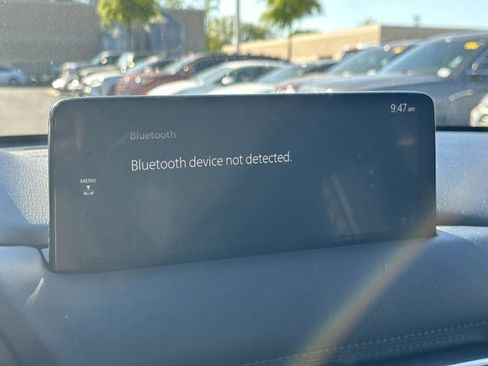 9:47 am
Bluetooth
Bluetooth device not detected.
MENU